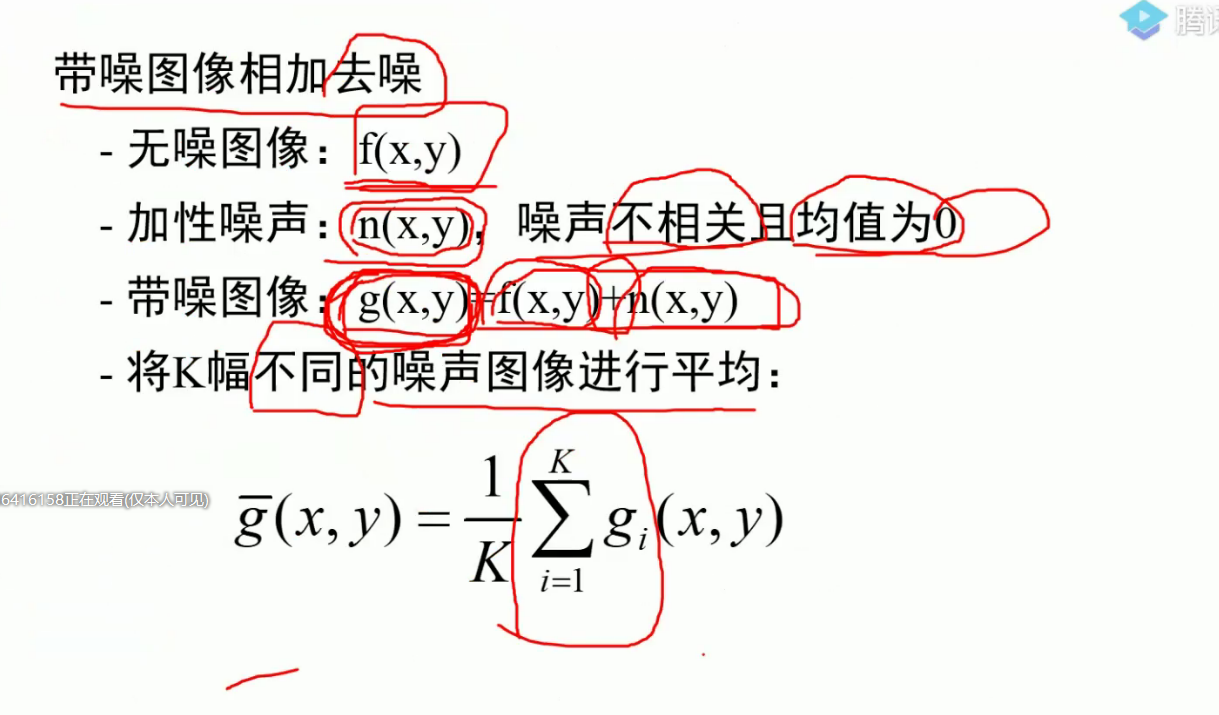 腾讯
带噪图像相加去噪
- 无噪图像：f(x,y)
- 加性噪声：n(x,y)，噪声不相关且均值为0
- 带噪图像：g(x,y)=f(x,y)+n(x,y)
- 将K幅不同的噪声图像进行平均：
6416158正在观看(仅本人可见)
g̅(x, y) = 1/K ∑_{i=1}^{K} g_i(x, y)